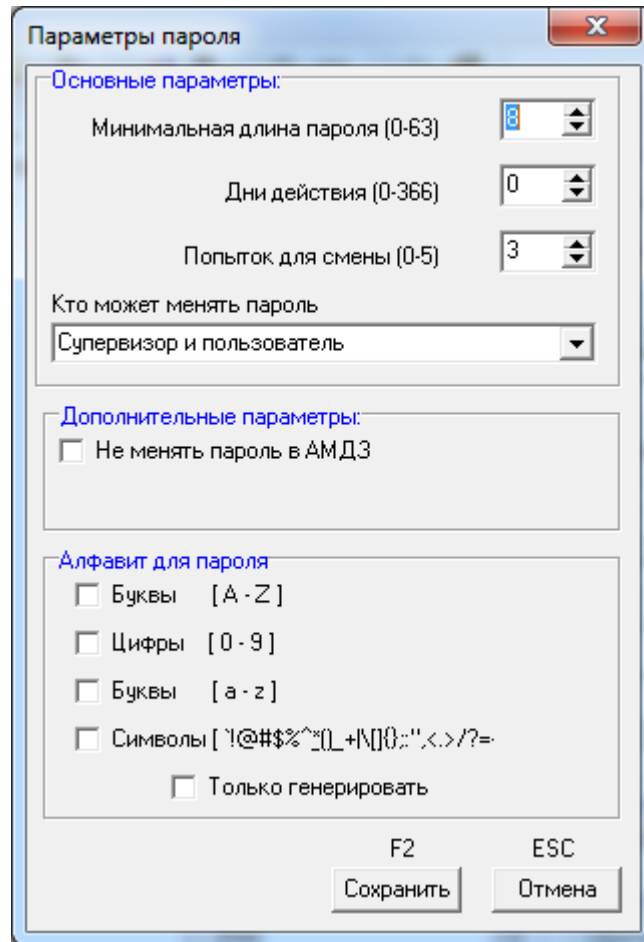 Параметры пароля
Основные параметры:
Минимальная длина пароля (0-63) 8
Дни действия (0-366) 0
Попыток для смены (0-5) 3
Кто может менять пароль
Супервизор и пользователь
Дополнительные параметры:
Не менять пароль в АМДЗ
Алфавит для пароля
Буквы [ A - Z ]
Цифры [ 0 - 9 ]
Буквы [ a - z ]
Символы [ `!@#$%^*()_+|\[]{};:",<.>/?=-
Только генерировать
F2 ESC
Сохранить Отмена